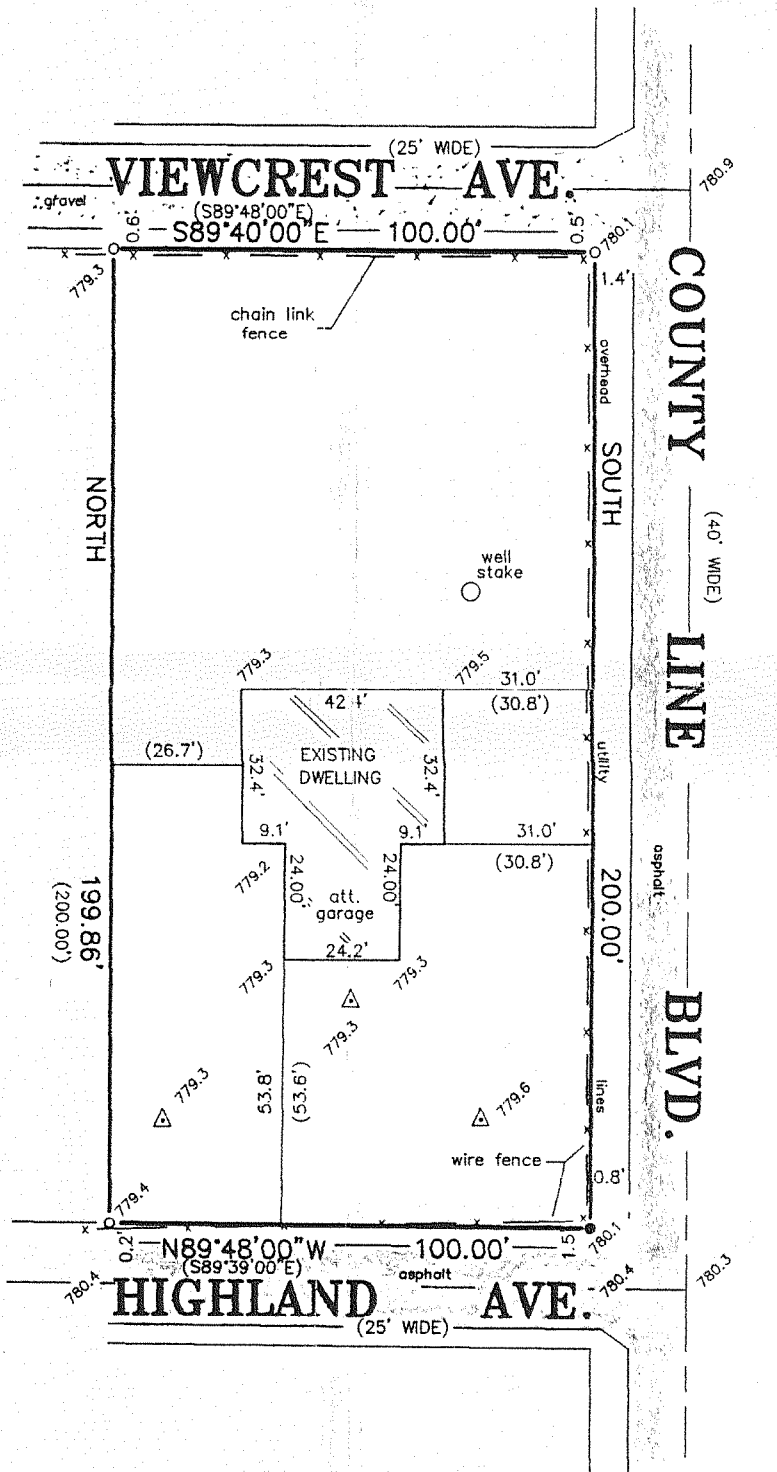 (25' WIDE)
VIEWCREST AVE.
780.9
gravel
(S89°48'00"E)
0.6'
S89°40'00"E 100.00'
0.5'
780.1
779.3
1.4'
chain link
fence
overhead
COUNTY LINE BLVD.
(40' WIDE)
NORTH
SOUTH
well
stake
779.3
779.5
31.0'
(30.8')
(26.7')
EXISTING
DWELLING
32.4'
32.4'
utility
9.1'
9.1'
31.0'
(30.8')
asphalt
779.2
24.00'
24.00'
att.
garage
24.2'
199.86'
(200.00')
200.00'
779.3
779.3
779.3
53.8'
(53.6')
779.3
779.6
lines
wire fence
0.8'
779.4
0.2'
N89°48'00"W 100.00'
1.5'
780.1
(S89°39'00"E)
asphalt
780.4
780.4
780.3
HIGHLAND AVE.
(25' WIDE)